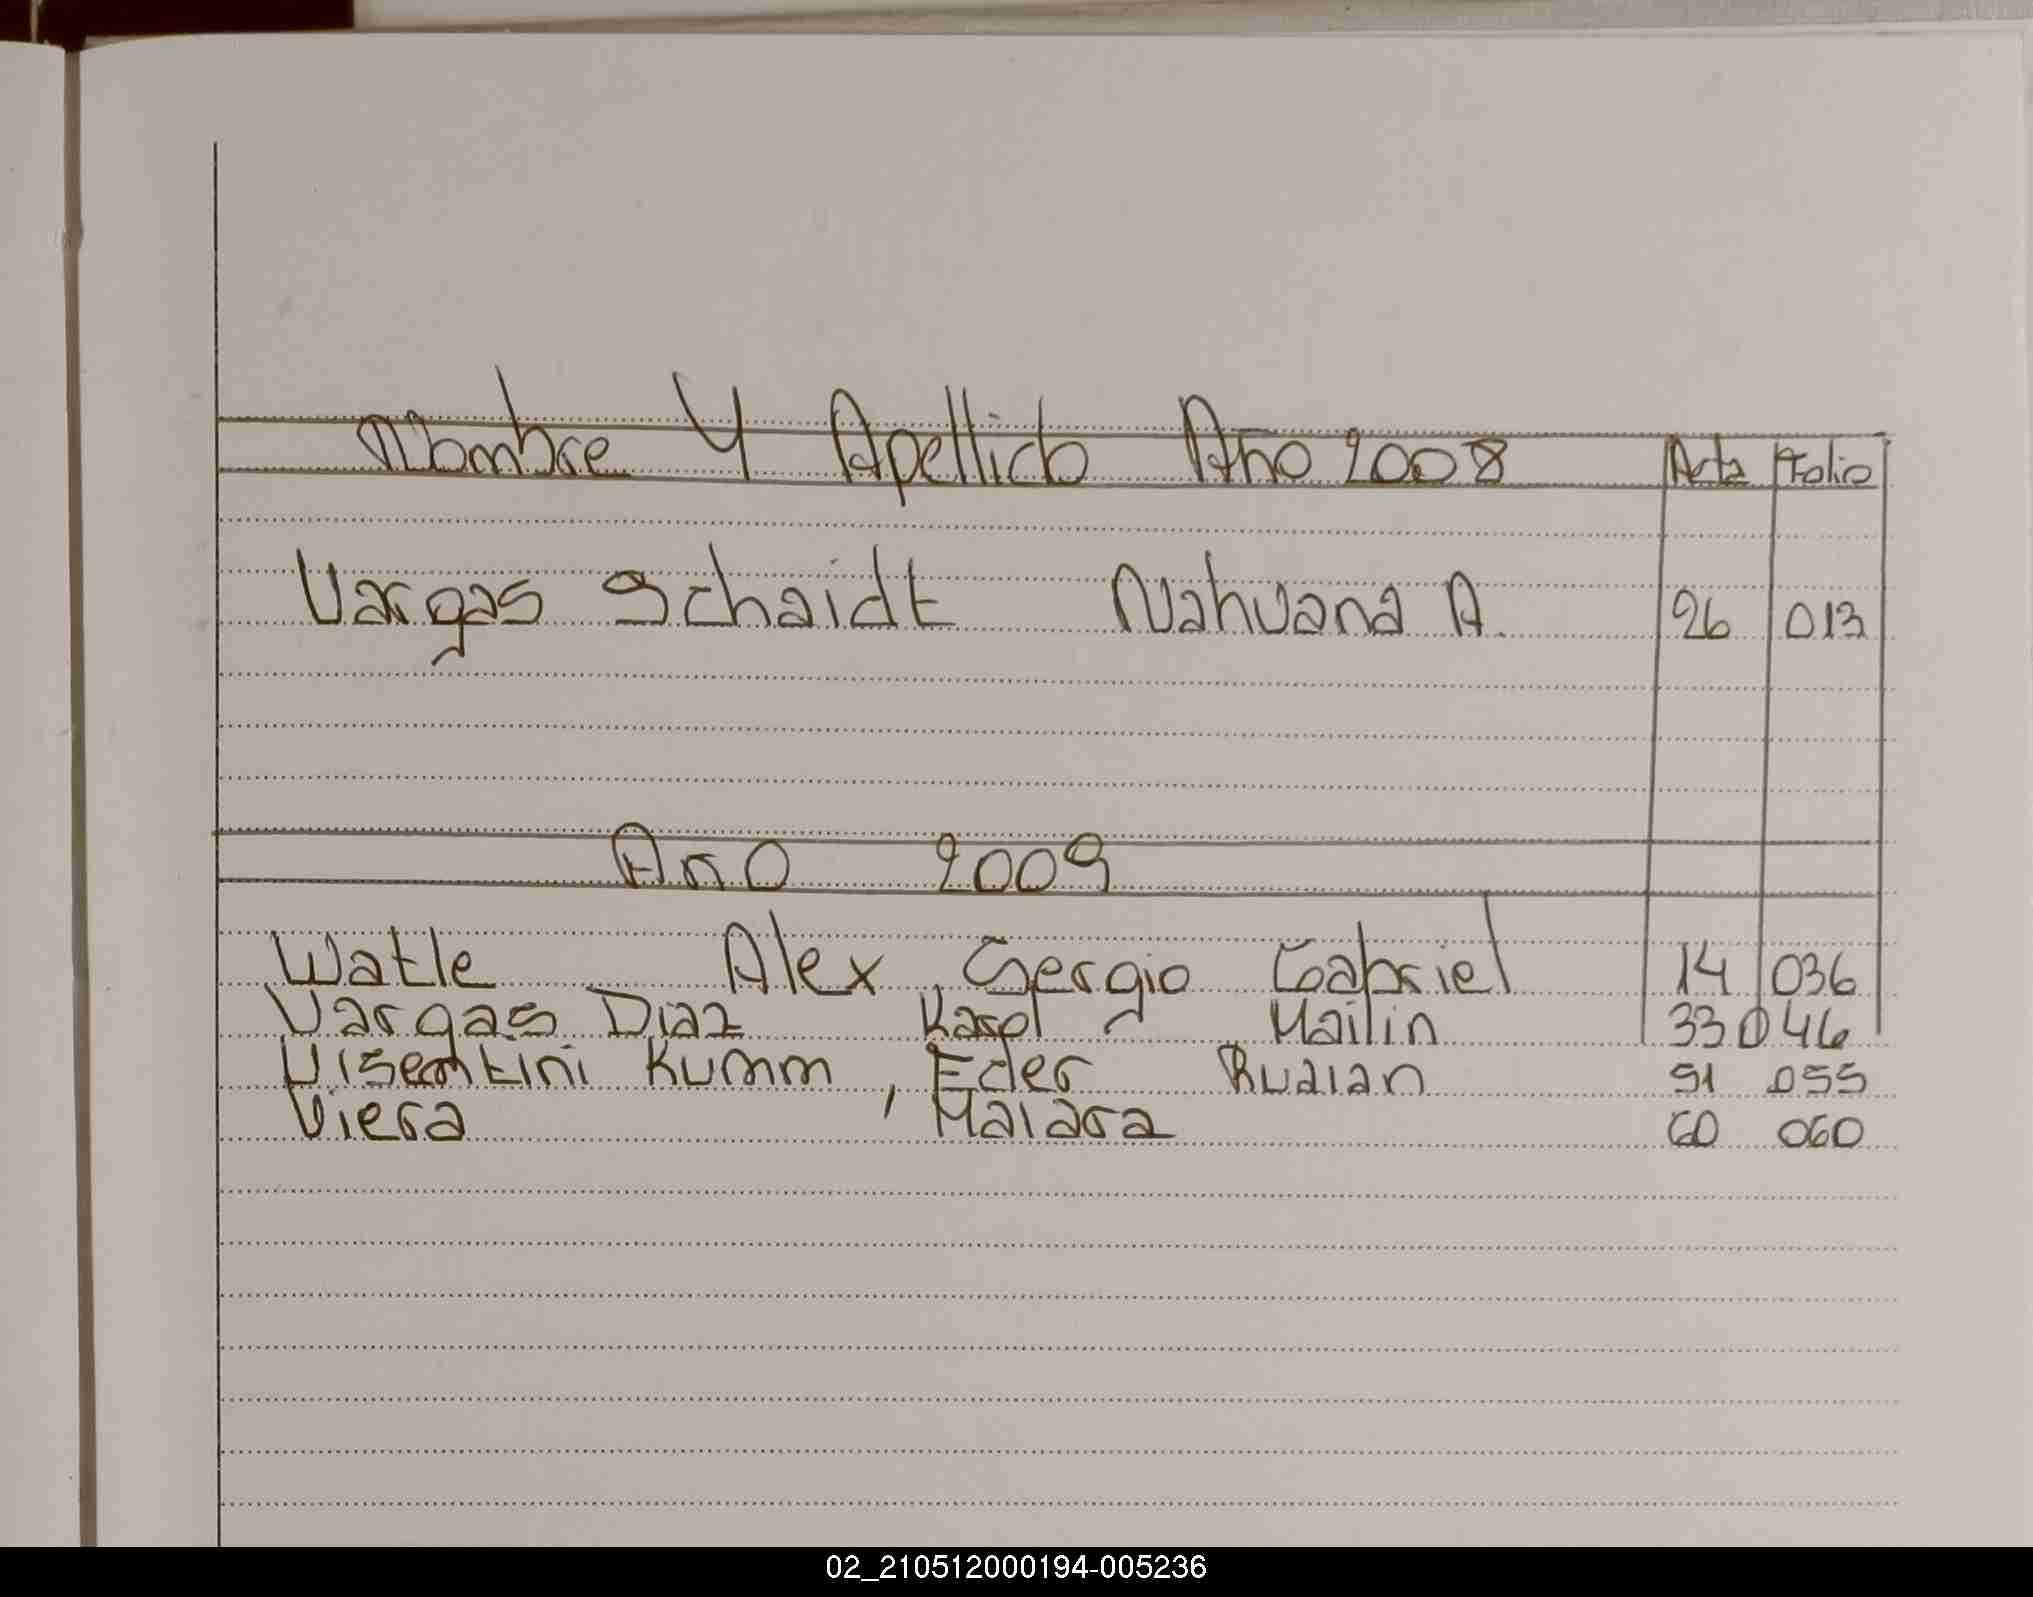 Nombre Y Apellido Año 2008 Acta Folio
Vargas Schaidt Nahuana A. 26 013
Año 2009
Watle Alex Sergio Gabriel 14 036
Vargas Diaz Karol Mailin 33 046
Visentini Kumm, Eder Ruaian 51 055
Viera, Maiara 60 060
02_210512000194-005236